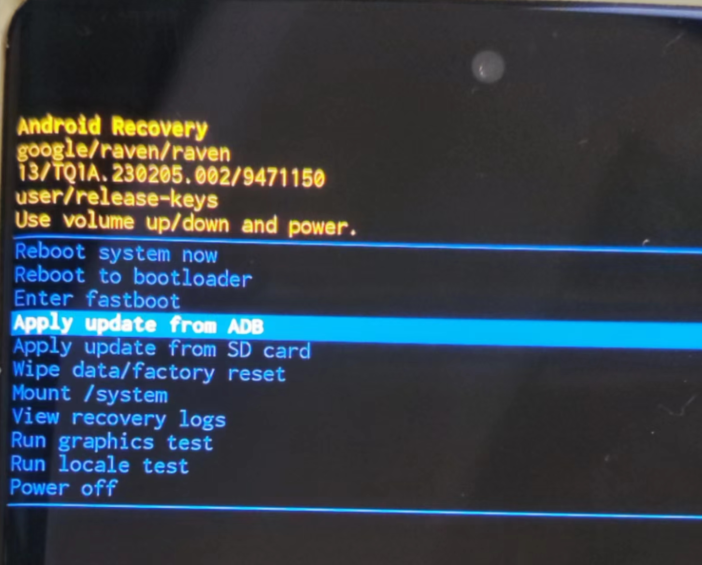 Android Recovery
google/raven/raven
13/TQ1A.230205.002/9471150
user/release-keys
Use volume up/down and power.
Reboot system now
Reboot to bootloader
Enter fastboot
Apply update from ADB
Apply update from SD card
Wipe data/factory reset
Mount /system
View recovery logs
Run graphics test
Run locale test
Power off